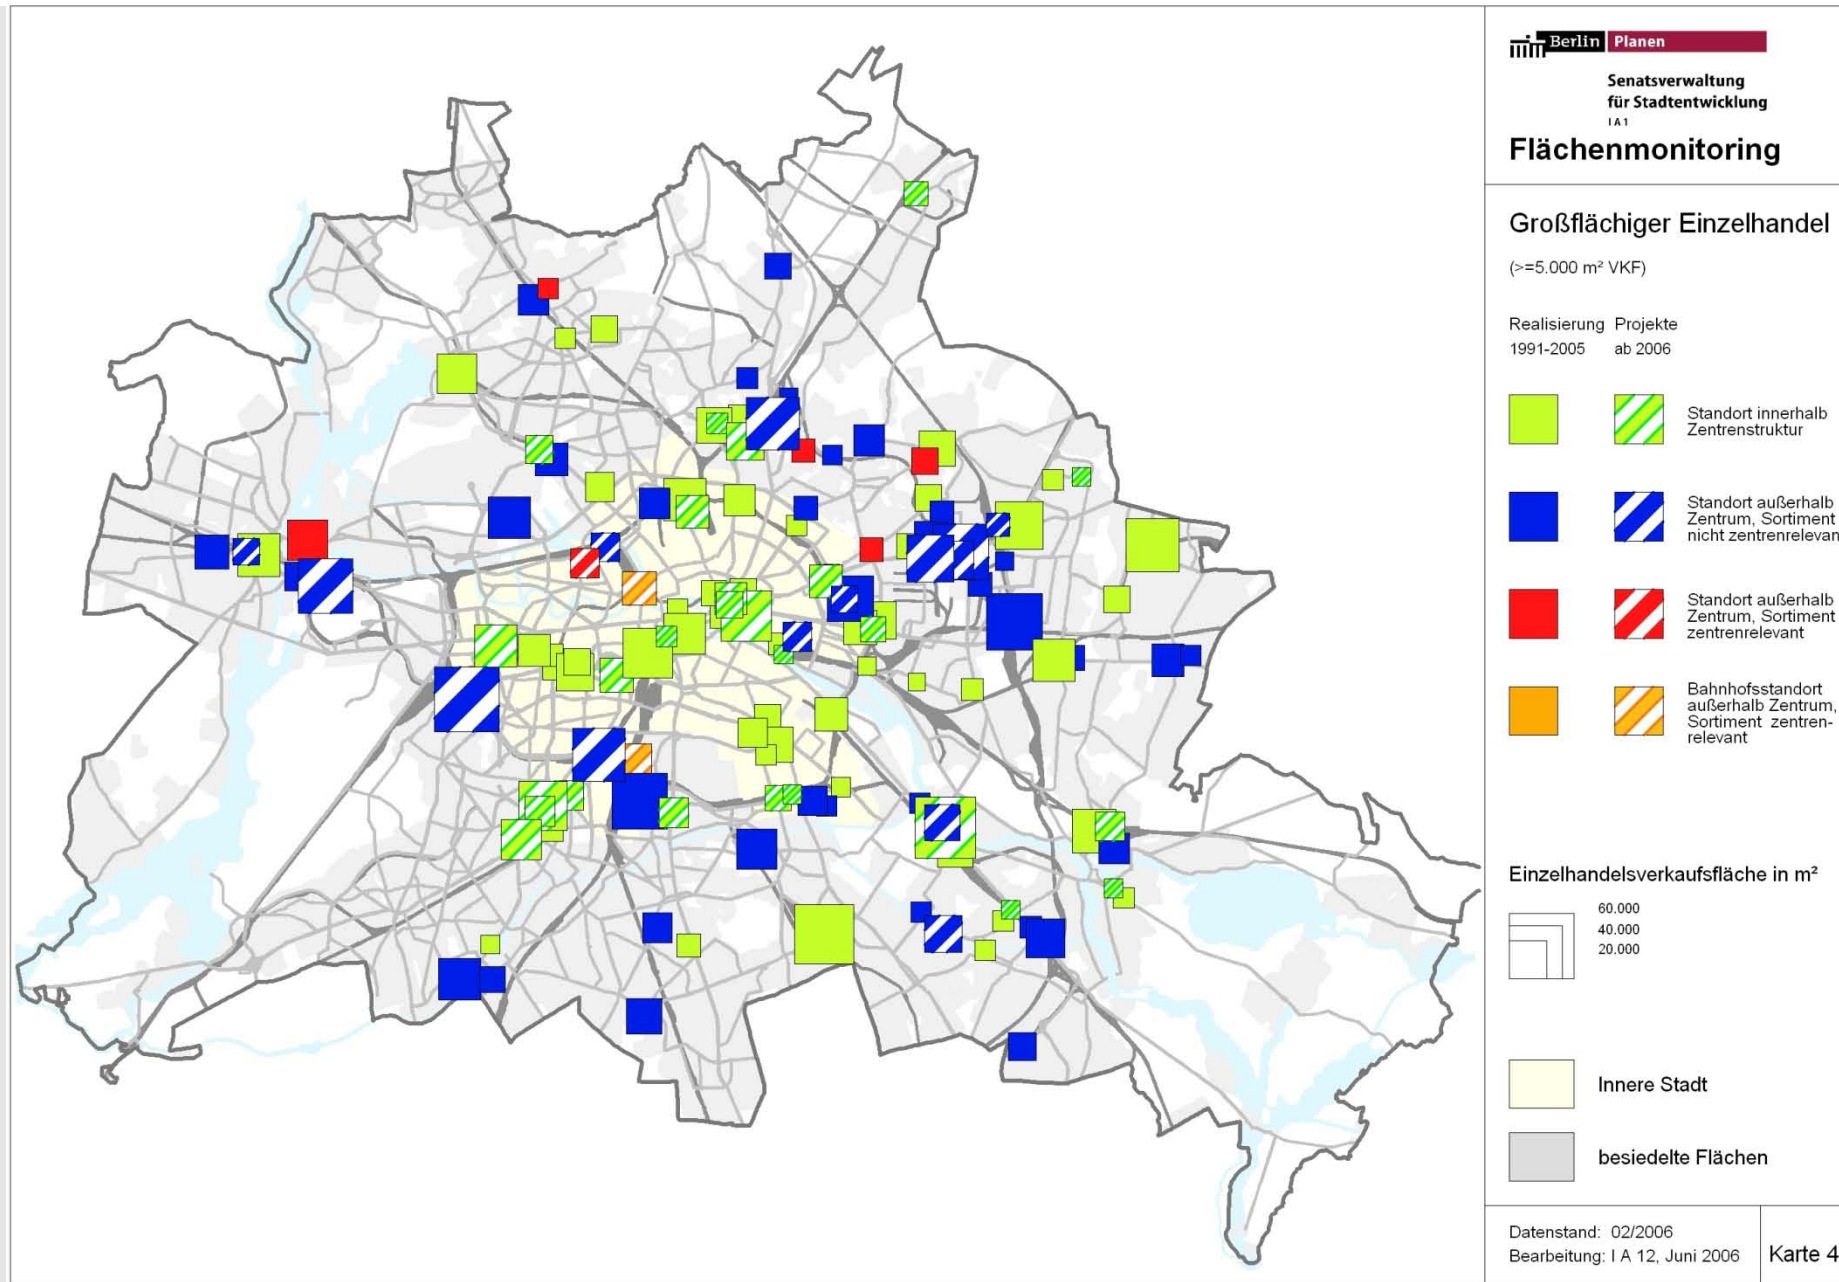 Berlin Planen
Senatsverwaltung
für Stadtentwicklung
I A 1
Flächenmonitoring
Großflächiger Einzelhandel
(>=5.000 m² VKF)
Realisierung Projekte
1991-2005 ab 2006
Standort innerhalb
Zentrenstruktur
Standort außerhalb
Zentrum, Sortiment
nicht zentrenrelevan
Standort außerhalb
Zentrum, Sortiment
zentrenrelevant
Bahnhofsstandort
außerhalb Zentrum,
Sortiment zentren-
relevant
Einzelhandelsverkaufsfläche in m²
60.000
40.000
20.000
Innere Stadt
besiedelte Flächen
Datenstand: 02/2006
Bearbeitung: I A 12, Juni 2006
Karte 4